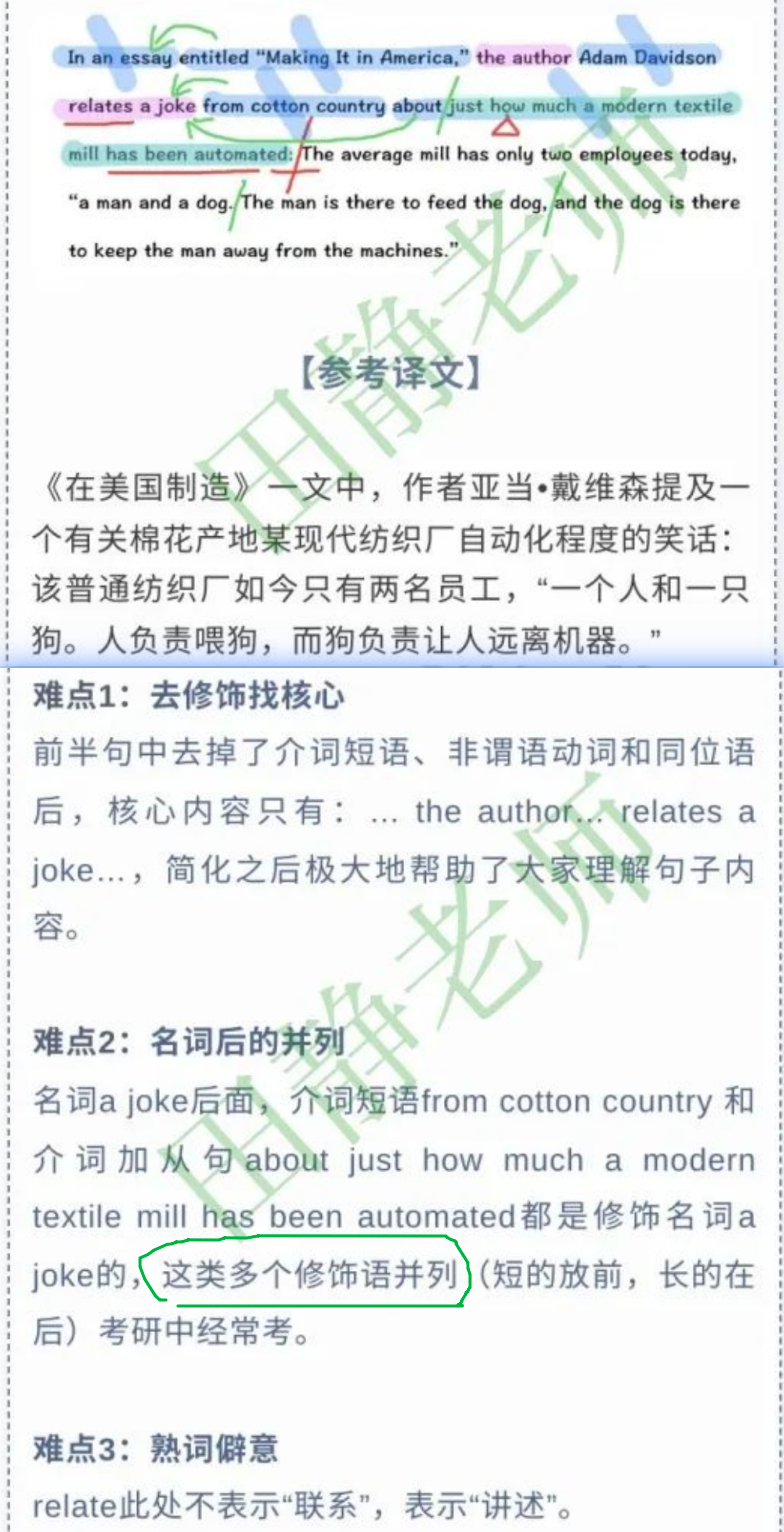 In an essay entitled “Making It in America,” the author Adam Davidson
relates a joke from cotton country about just how much a modern textile
mill has been automated: The average mill has only two employees today,
“a man and a dog. The man is there to feed the dog, and the dog is there
to keep the man away from the machines.”
【参考译文】
《在美国制造》一文中，作者亚当•戴维森提及一
个有关棉花产地某现代纺织厂自动化程度的笑话：
该普通纺织厂如今只有两名员工，“一个人和一只
狗。人负责喂狗，而狗负责让人远离机器。”
难点1：去修饰找核心
前半句中去掉了介词短语、非谓语动词和同位语
后，核心内容只有：... the author... relates a
joke...，简化之后极大地帮助了大家理解句子内
容。
难点2：名词后的并列
名词a joke后面，介词短语from cotton country 和
介词加从句about just how much a modern
textile mill has been automated都是修饰名词a
joke的，这类多个修饰语并列（短的放前，长的在
后）考研中经常考。
难点3：熟词僻意
relate此处不表示“联系”，表示“讲述”。
田静老师
田静老师